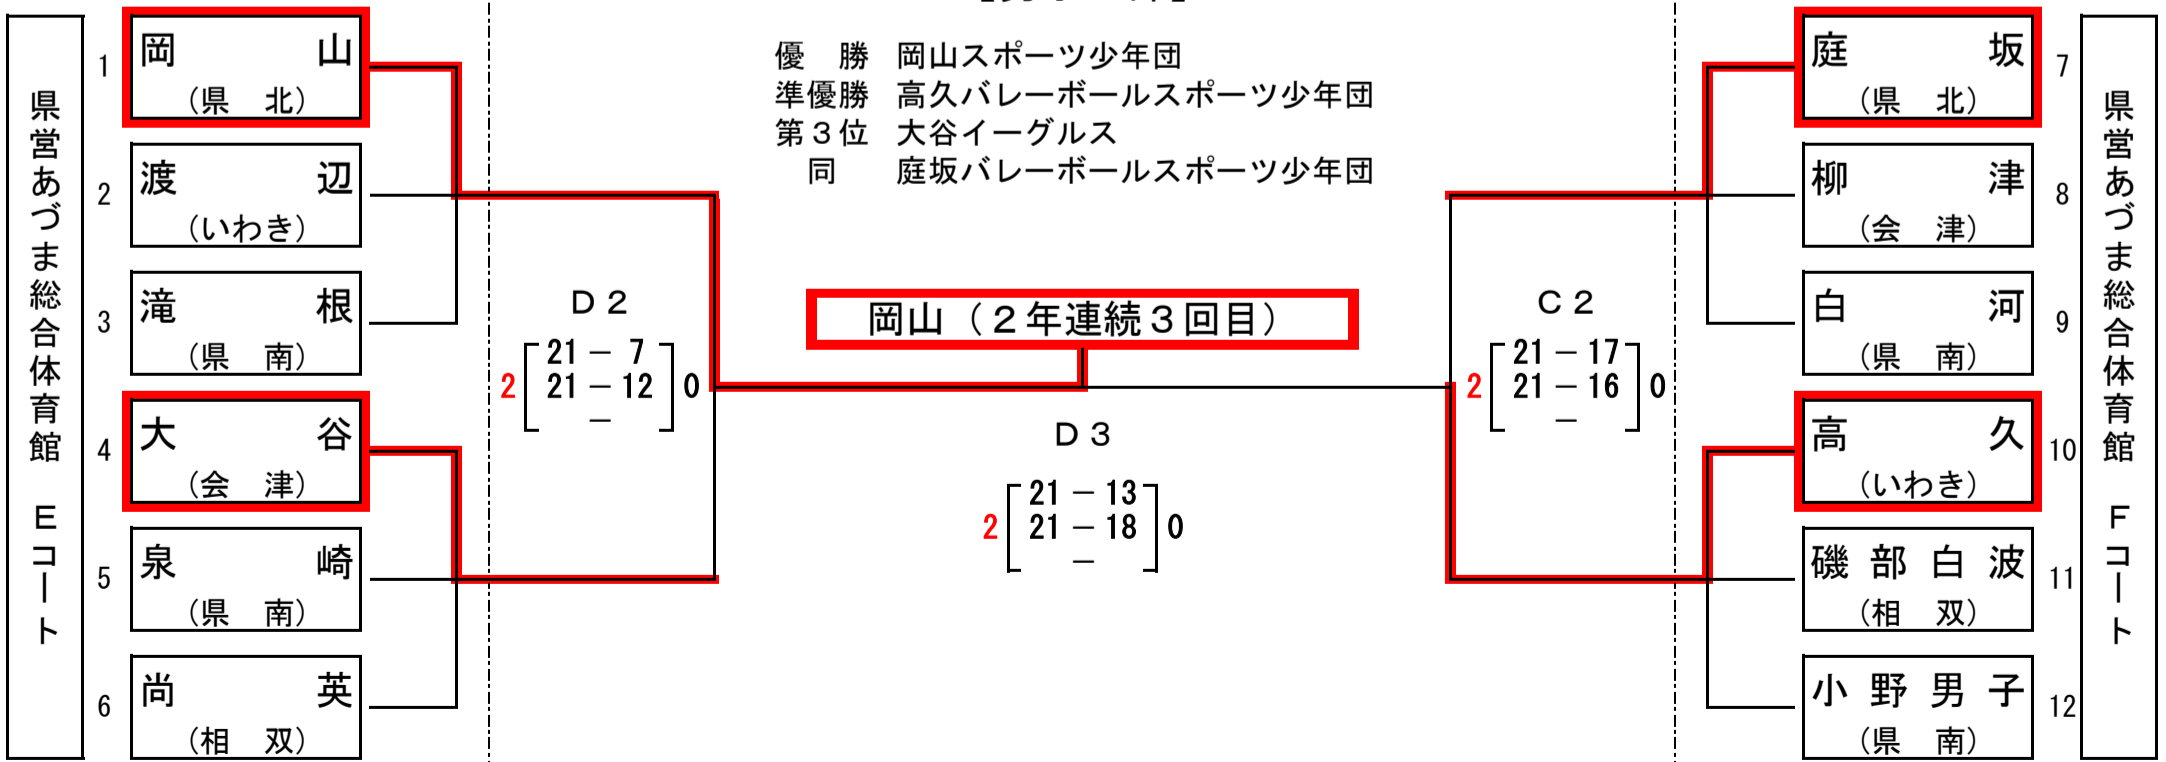 優　勝　岡山スポーツ少年団
準優勝　高久バレーボールスポーツ少年団
第３位　大谷イーグルス
同　庭坂バレーボールスポーツ少年団
県営あづま総合体育館　Ｅコート
1 岡山
（県　北）
2 渡辺
（いわき）
3 滝根
（県　南）
4 大谷
（会　津）
5 泉崎
（県　南）
6 尚英
（相　双）
Ｄ２
21 － 7
2 21 － 12 0
－
岡山（２年連続３回目）
Ｄ３
21 － 13
2 21 － 18 0
－
Ｃ２
21 － 17
2 21 － 16 0
－
庭坂 7
（県　北）
柳津 8
（会　津）
白河 9
（県　南）
高久 10
（いわき）
磯部白波 11
（相　双）
小野男子 12
（県　南）
県営あづま総合体育館　Ｆコート